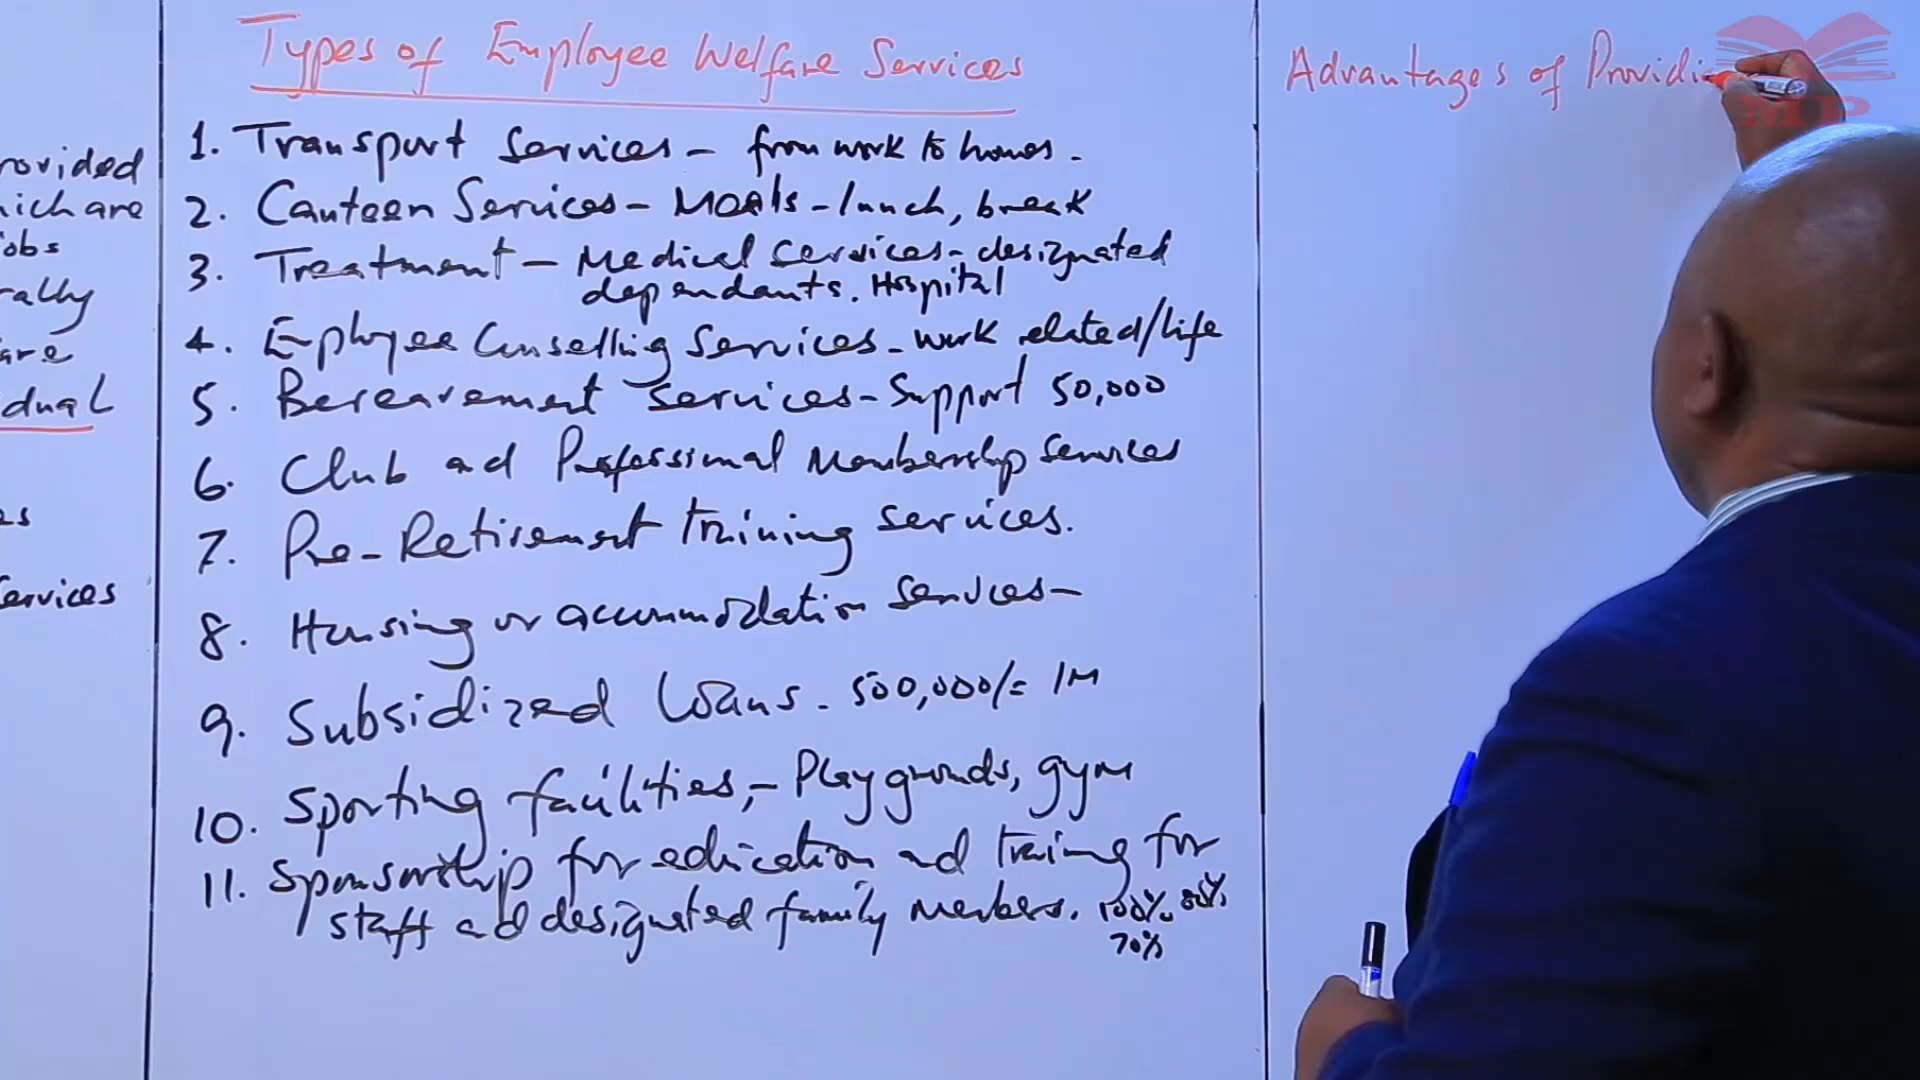 rovided
hich are
jobs
rally
are
dual
es
services
Types of Employee Welfare Services
1. Transport Services - from work to homes.
2. Canteen Services - Meals - lunch, break
3. Treatment - Medical services - designated
dependants. Hospital
4. Employee Counselling Services - work related/life
5. Bereavement services - Support 50,000
6. Club and Professional Membership services
7. Pre-Retirement training services.
8. Housing or accommodation services -
9. Subsidized loans. 500,000/= 1M
10. Sporting facilities, - Playgrounds, gym
11. Sponsorship for education and training for
staff and designated family members. 100% 80%
70%
Advantages of Providi
MP